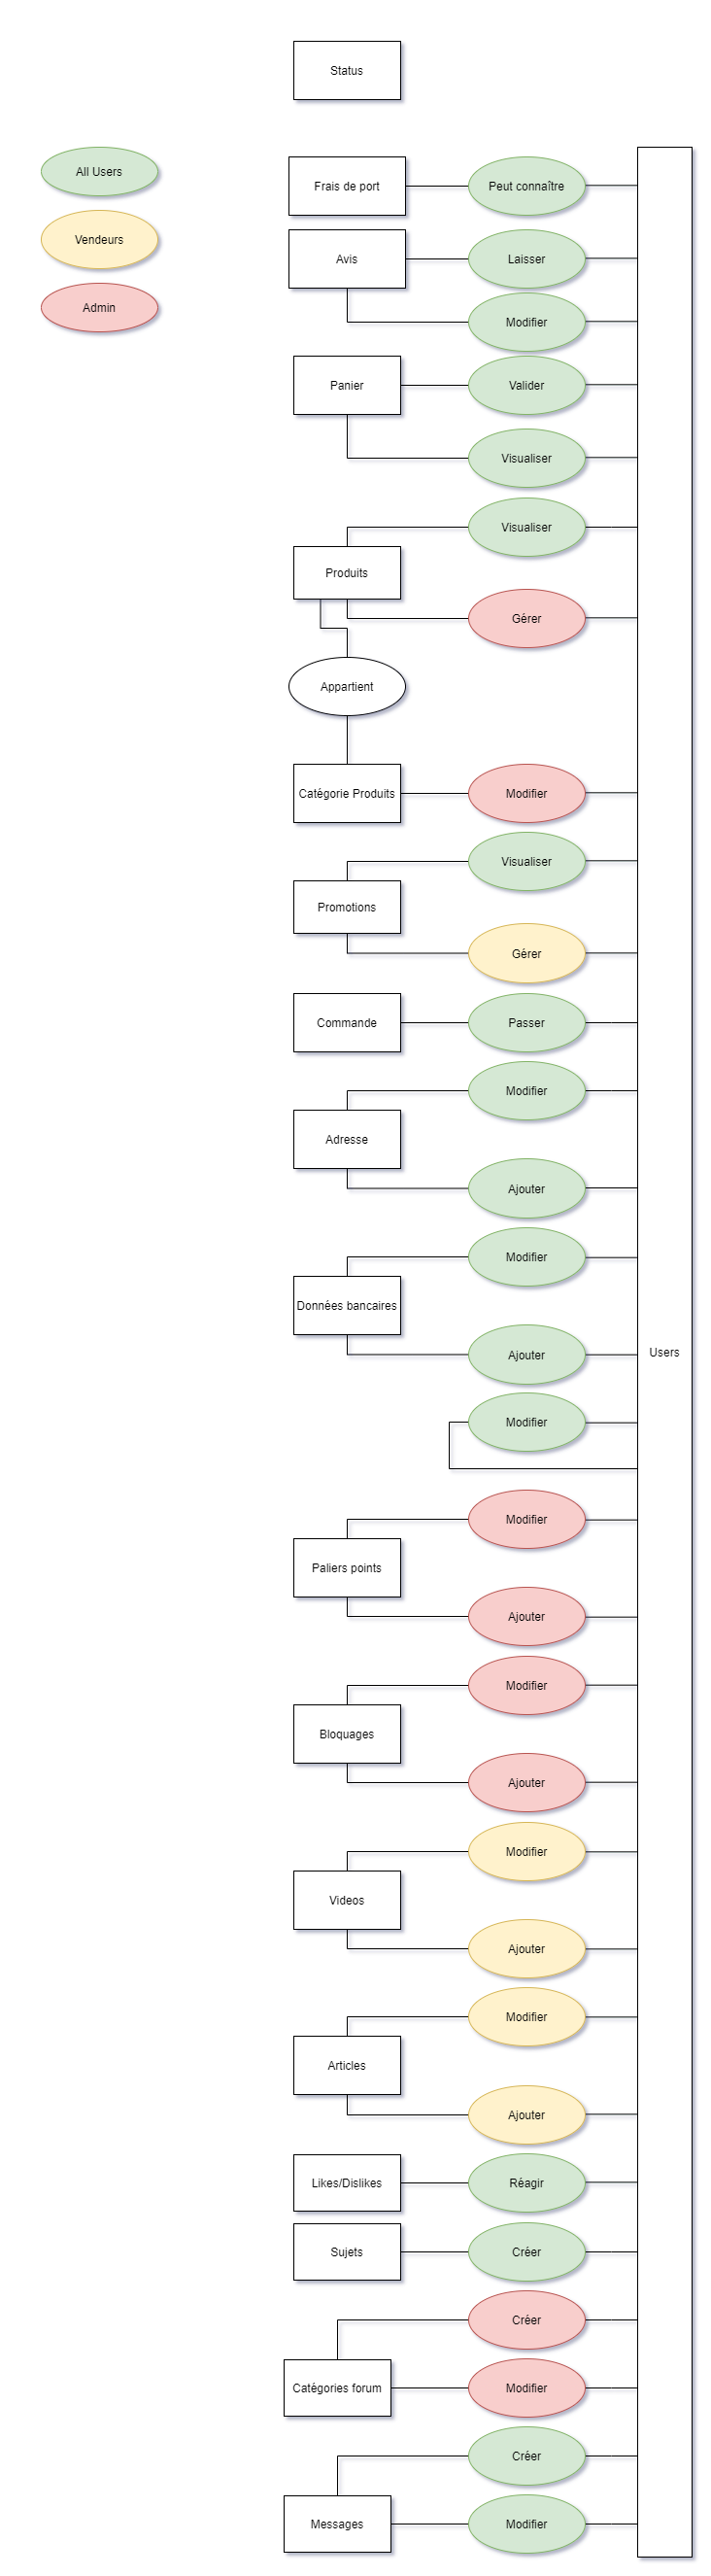 Status
All Users
Vendeurs
Admin
Frais de port
Peut connaître
Avis
Laisser
Modifier
Panier
Valider
Visualiser
Visualiser
Produits
Gérer
Appartient
Catégorie Produits
Modifier
Visualiser
Promotions
Gérer
Commande
Passer
Modifier
Adresse
Ajouter
Modifier
Données bancaires
Ajouter
Users
Modifier
Modifier
Paliers points
Ajouter
Modifier
Bloquages
Ajouter
Modifier
Videos
Ajouter
Modifier
Articles
Ajouter
Likes/Dislikes
Réagir
Sujets
Créer
Créer
Catégories forum
Modifier
Créer
Messages
Modifier